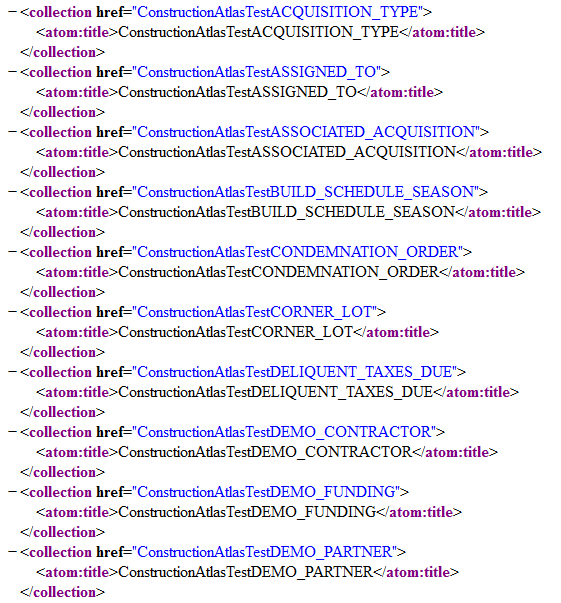 −<collection href="ConstructionAtlasTestACQUISITION_TYPE">
<atom:title>ConstructionAtlasTestACQUISITION_TYPE</atom:title>
</collection>
−<collection href="ConstructionAtlasTestASSIGNED_TO">
<atom:title>ConstructionAtlasTestASSIGNED_TO</atom:title>
</collection>
−<collection href="ConstructionAtlasTestASSOCIATED_ACQUISITION">
<atom:title>ConstructionAtlasTestASSOCIATED_ACQUISITION</atom:title>
</collection>
−<collection href="ConstructionAtlasTestBUILD_SCHEDULE_SEASON">
<atom:title>ConstructionAtlasTestBUILD_SCHEDULE_SEASON</atom:title>
</collection>
−<collection href="ConstructionAtlasTestCONDEMNATION_ORDER">
<atom:title>ConstructionAtlasTestCONDEMNATION_ORDER</atom:title>
</collection>
−<collection href="ConstructionAtlasTestCORNER_LOT">
<atom:title>ConstructionAtlasTestCORNER_LOT</atom:title>
</collection>
−<collection href="ConstructionAtlasTestDELIQUENT_TAXES_DUE">
<atom:title>ConstructionAtlasTestDELIQUENT_TAXES_DUE</atom:title>
</collection>
−<collection href="ConstructionAtlasTestDEMO_CONTRACTOR">
<atom:title>ConstructionAtlasTestDEMO_CONTRACTOR</atom:title>
</collection>
−<collection href="ConstructionAtlasTestDEMO_FUNDING">
<atom:title>ConstructionAtlasTestDEMO_FUNDING</atom:title>
</collection>
−<collection href="ConstructionAtlasTestDEMO_PARTNER">
<atom:title>ConstructionAtlasTestDEMO_PARTNER</atom:title>
</collection>